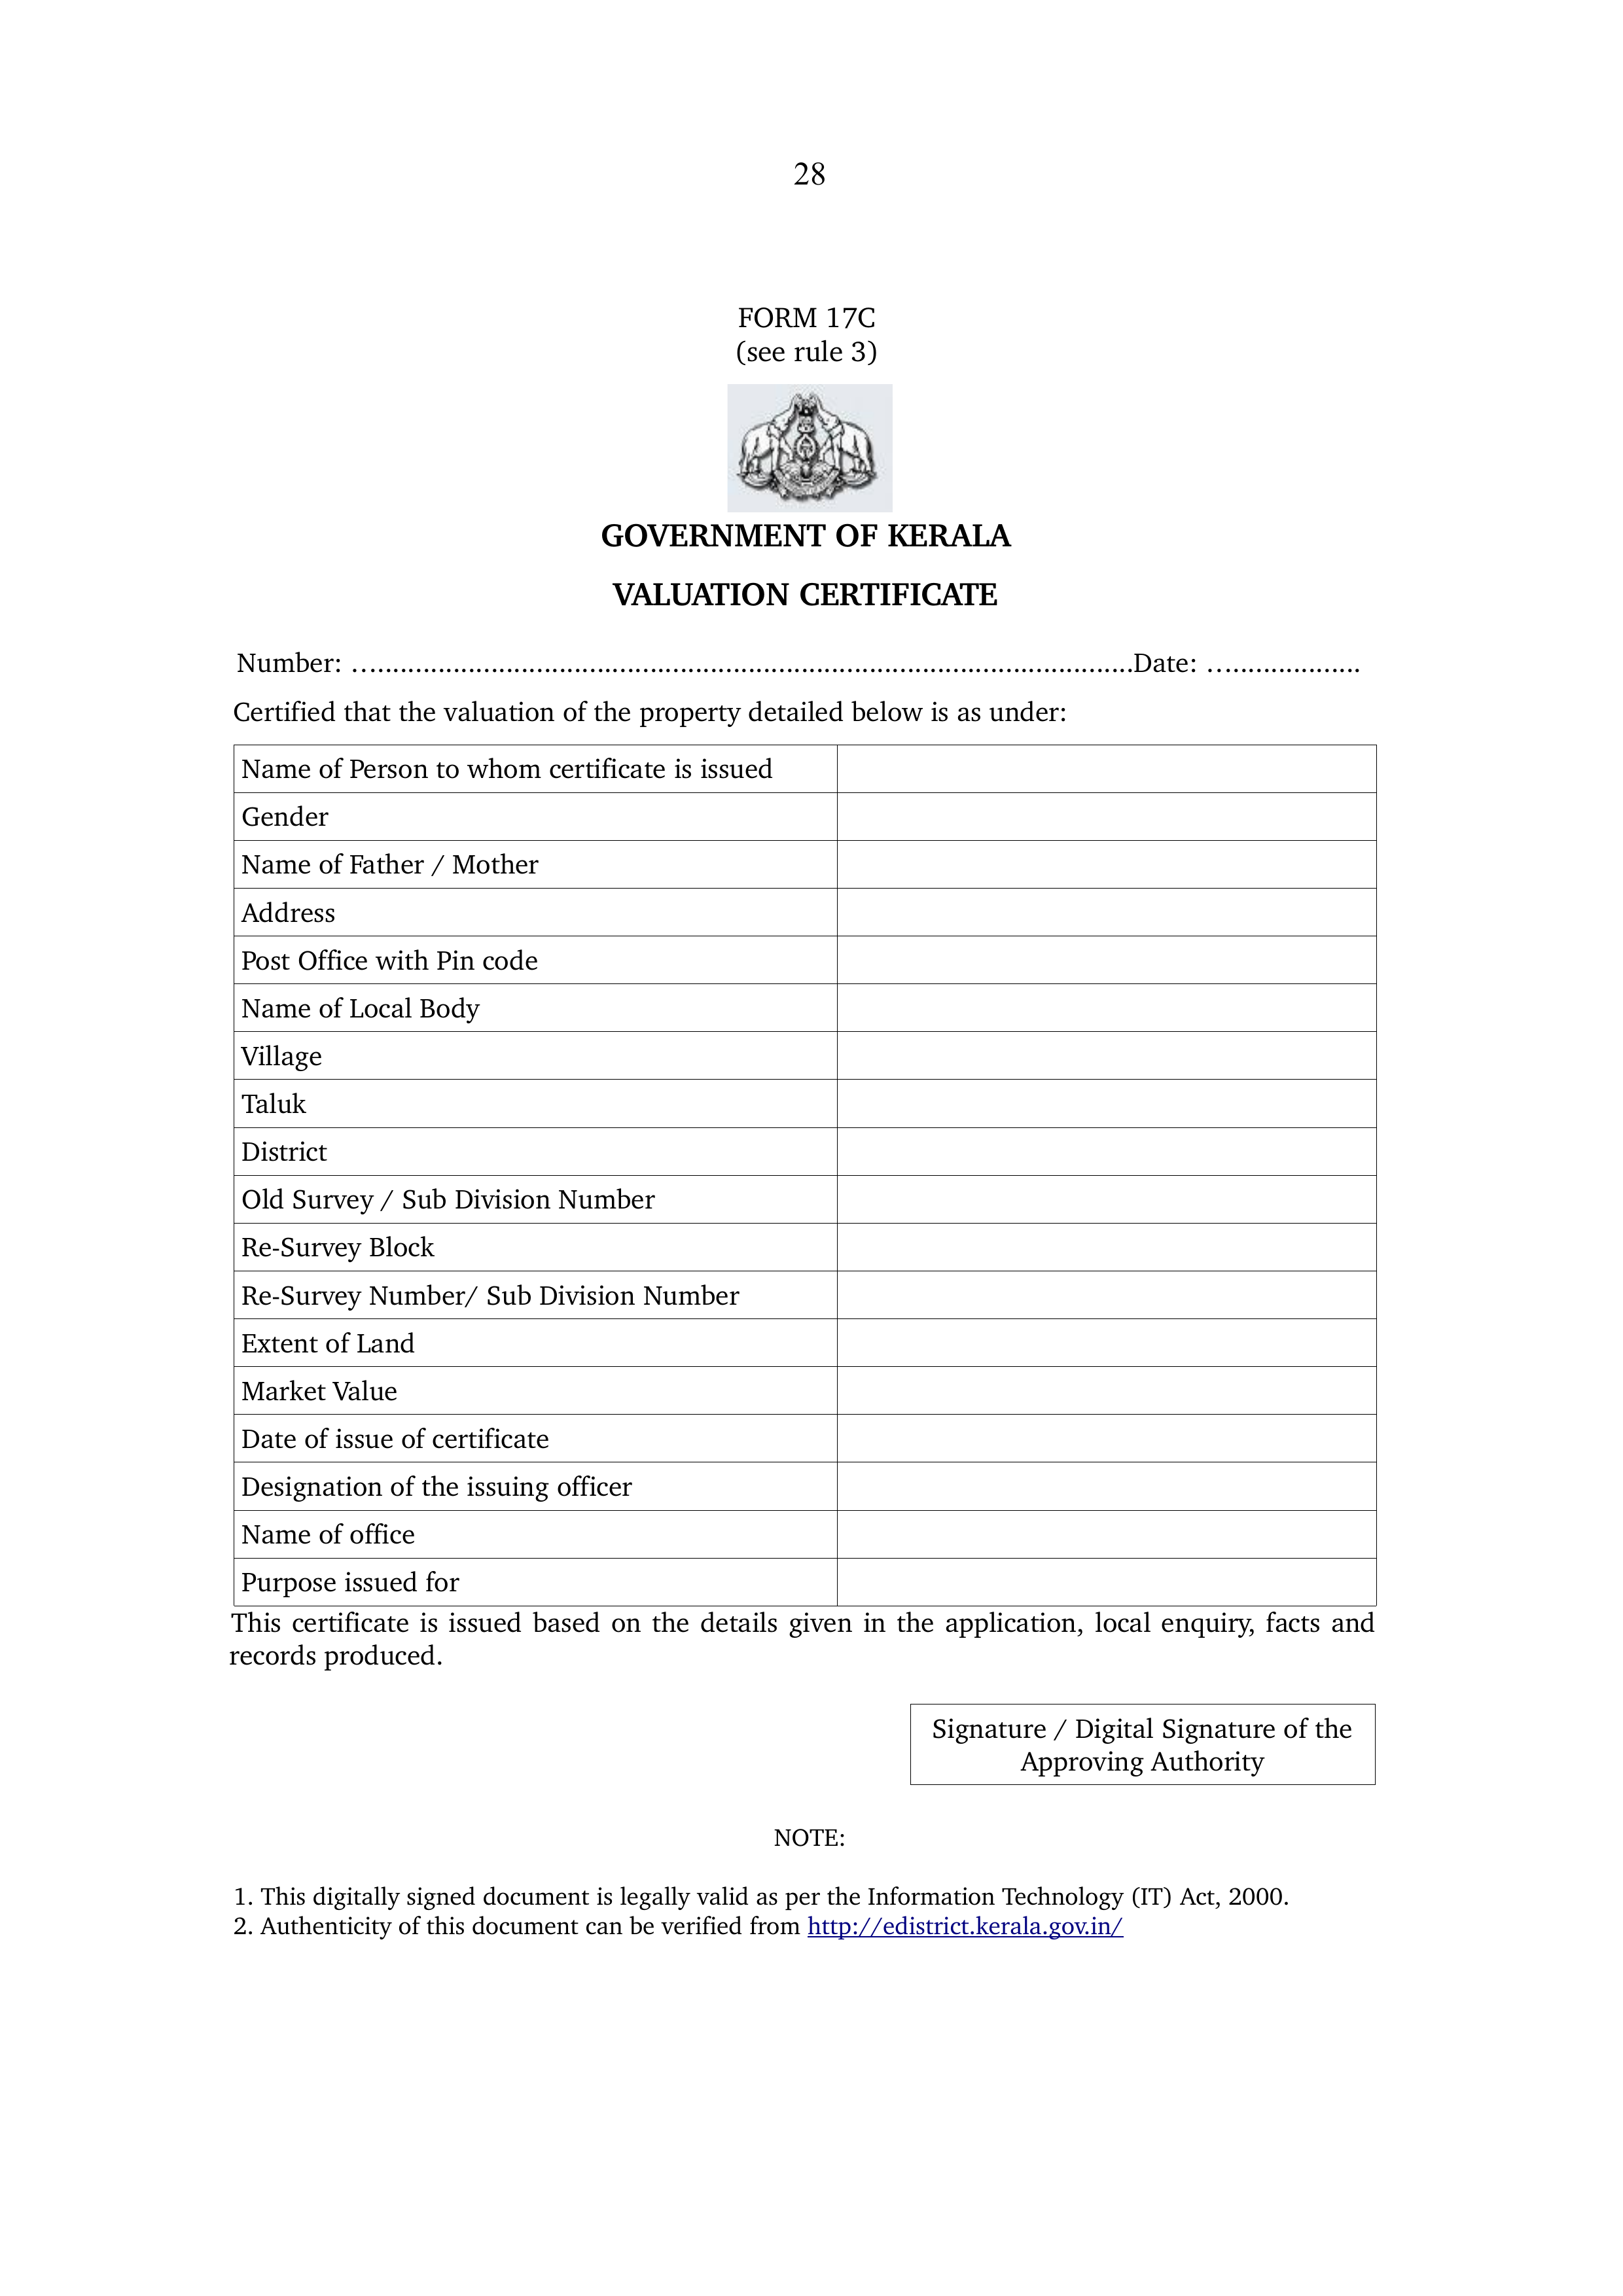 28
FORM 17C
(see rule 3)
GOVERNMENT OF KERALA
VALUATION CERTIFICATE
Number: …....................................................................................................Date: ….................
Certified that the valuation of the property detailed below is as under:
Name of Person to whom certificate is issued
Gender
Name of Father / Mother
Address
Post Office with Pin code
Name of Local Body
Village
Taluk
District
Old Survey / Sub Division Number
Re-Survey Block
Re-Survey Number/ Sub Division Number
Extent of Land
Market Value
Date of issue of certificate
Designation of the issuing officer
Name of office
Purpose issued for
This certificate is issued based on the details given in the application, local enquiry, facts and
records produced.
Signature / Digital Signature of the
Approving Authority
NOTE:
1. This digitally signed document is legally valid as per the Information Technology (IT) Act, 2000.
2. Authenticity of this document can be verified from http://edistrict.kerala.gov.in/